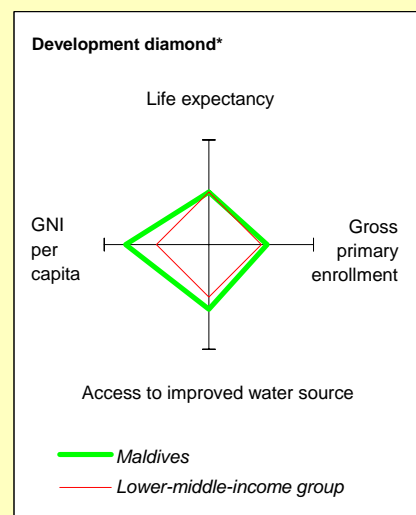 Development diamond*
Life expectancy
GNI
per
capita
Gross
primary
enrollment
Access to improved water source
Maldives
Lower-middle-income group